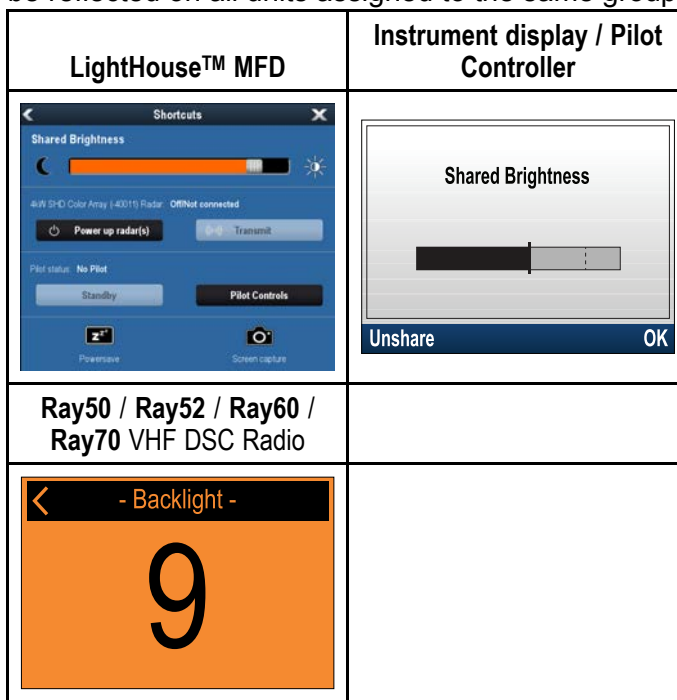 be reflected on all units assigned to the same group
LightHouse™ MFD
Instrument display / Pilot
Controller
Shortcuts
Shared Brightness
4kW SHD Color Array (-40011) Radar: Off/Not connected
Power up radar(s)
Transmit
Pilot status: No Pilot
Standby
Pilot Controls
Powersave
Screen capture
Shared Brightness
Unshare
OK
Ray50 / Ray52 / Ray60 /
Ray70 VHF DSC Radio
- Backlight -
9